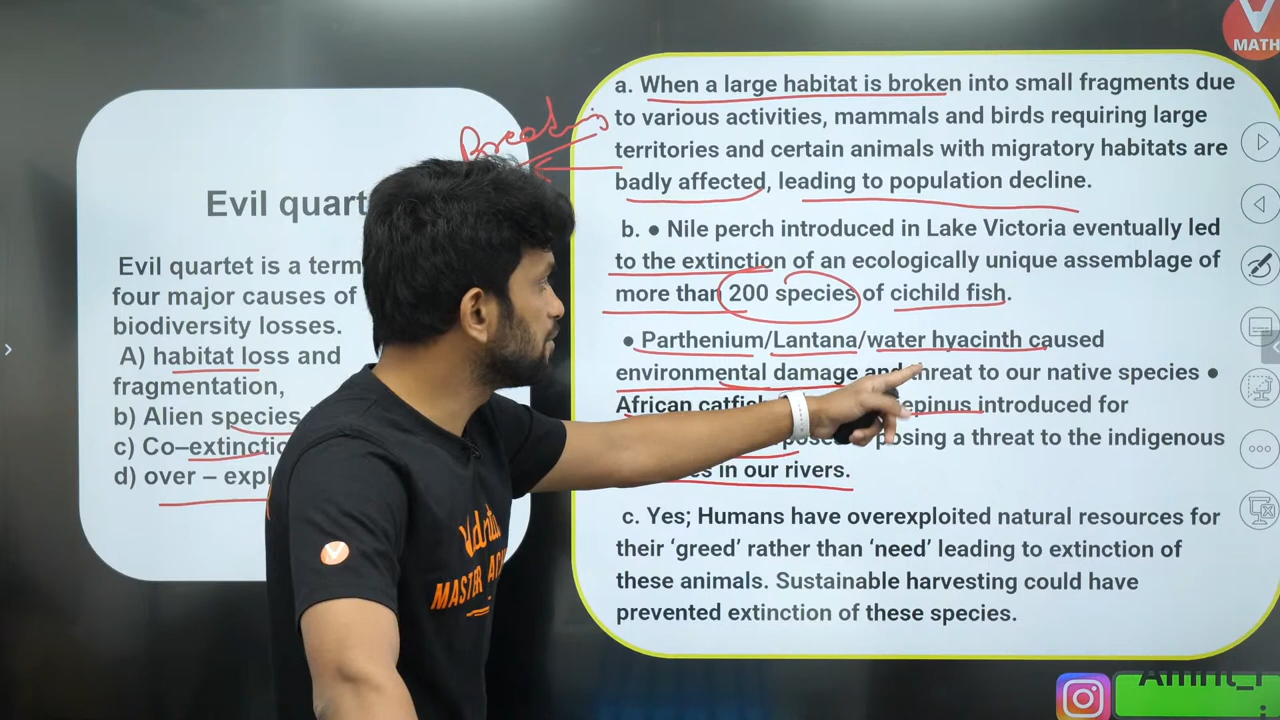 MATH
Breaking
Evil quart
Evil quartet is a term
four major causes of
biodiversity losses.
A) habitat loss and
fragmentation,
b) Alien species
c) Co–extinctio
d) over – expl
a. When a large habitat is broken into small fragments due
to various activities, mammals and birds requiring large
territories and certain animals with migratory habitats are
badly affected, leading to population decline.
b. ● Nile perch introduced in Lake Victoria eventually led
to the extinction of an ecologically unique assemblage of
more than 200 species of cichild fish.
● Parthenium/Lantana/water hyacinth caused
environmental damage and threat to our native species ●
African catfish epinus introduced for
posing a threat to the indigenous
in our rivers.
c. Yes; Humans have overexploited natural resources for
their ‘greed’ rather than ‘need’ leading to extinction of
these animals. Sustainable harvesting could have
prevented extinction of these species.
MASTER